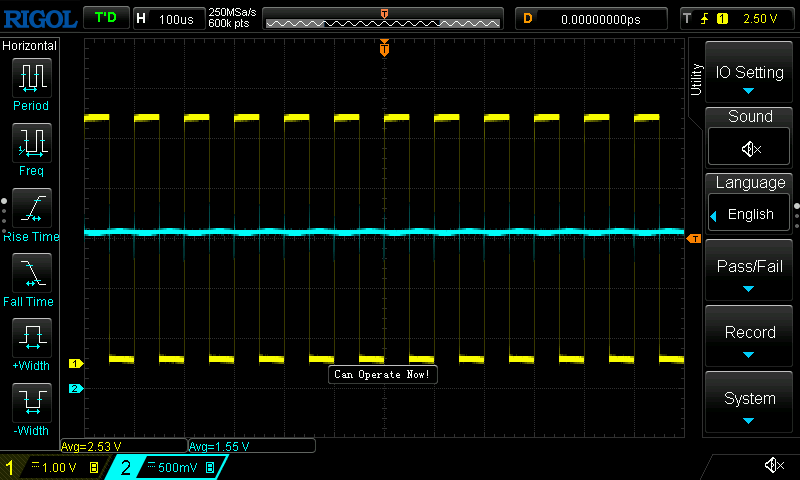 RIGOL T'D H 100us 250MSa/s 600k pts T D 0.00000000ps T 1 2.50 V
Horizontal
Period
Freq
Rise Time
Fall Time
+Width
-Width
T
T
1
2
Can Operate Now!
Utility
IO Setting
Sound
Language
English
Pass/Fail
Record
System
Avg=2.53 V Avg=1.55 V
1 1.00 V B 2 500mV B